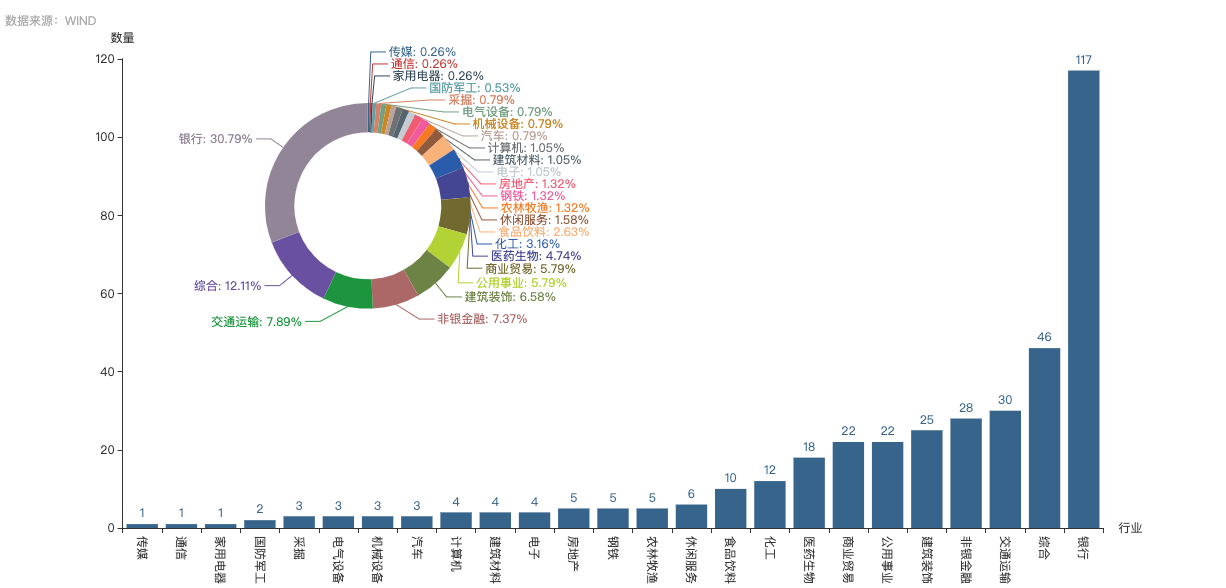 数据来源：WIND
数量
120
100
80
60
40
20
0
传媒: 0.26%
通信: 0.26%
家用电器: 0.26%
国防军工: 0.53%
采掘: 0.79%
电气设备: 0.79%
机械设备: 0.79%
汽车: 0.79%
计算机: 1.05%
建筑材料: 1.05%
电子: 1.05%
房地产: 1.32%
钢铁: 1.32%
农林牧渔: 1.32%
休闲服务: 1.58%
食品饮料: 2.63%
化工: 3.16%
医药生物: 4.74%
商业贸易: 5.79%
公用事业: 5.79%
建筑装饰: 6.58%
非银金融: 7.37%
交通运输: 7.89%
综合: 12.11%
银行: 30.79%
1
1
1
2
3
3
3
3
4
4
4
5
5
5
6
10
12
18
22
22
25
28
30
46
117
传媒
通信
家用电器
国防军工
采掘
电气设备
机械设备
汽车
计算机
建筑材料
电子
房地产
钢铁
农林牧渔
休闲服务
食品饮料
化工
医药生物
商业贸易
公用事业
建筑装饰
非银金融
交通运输
综合
银行
行业